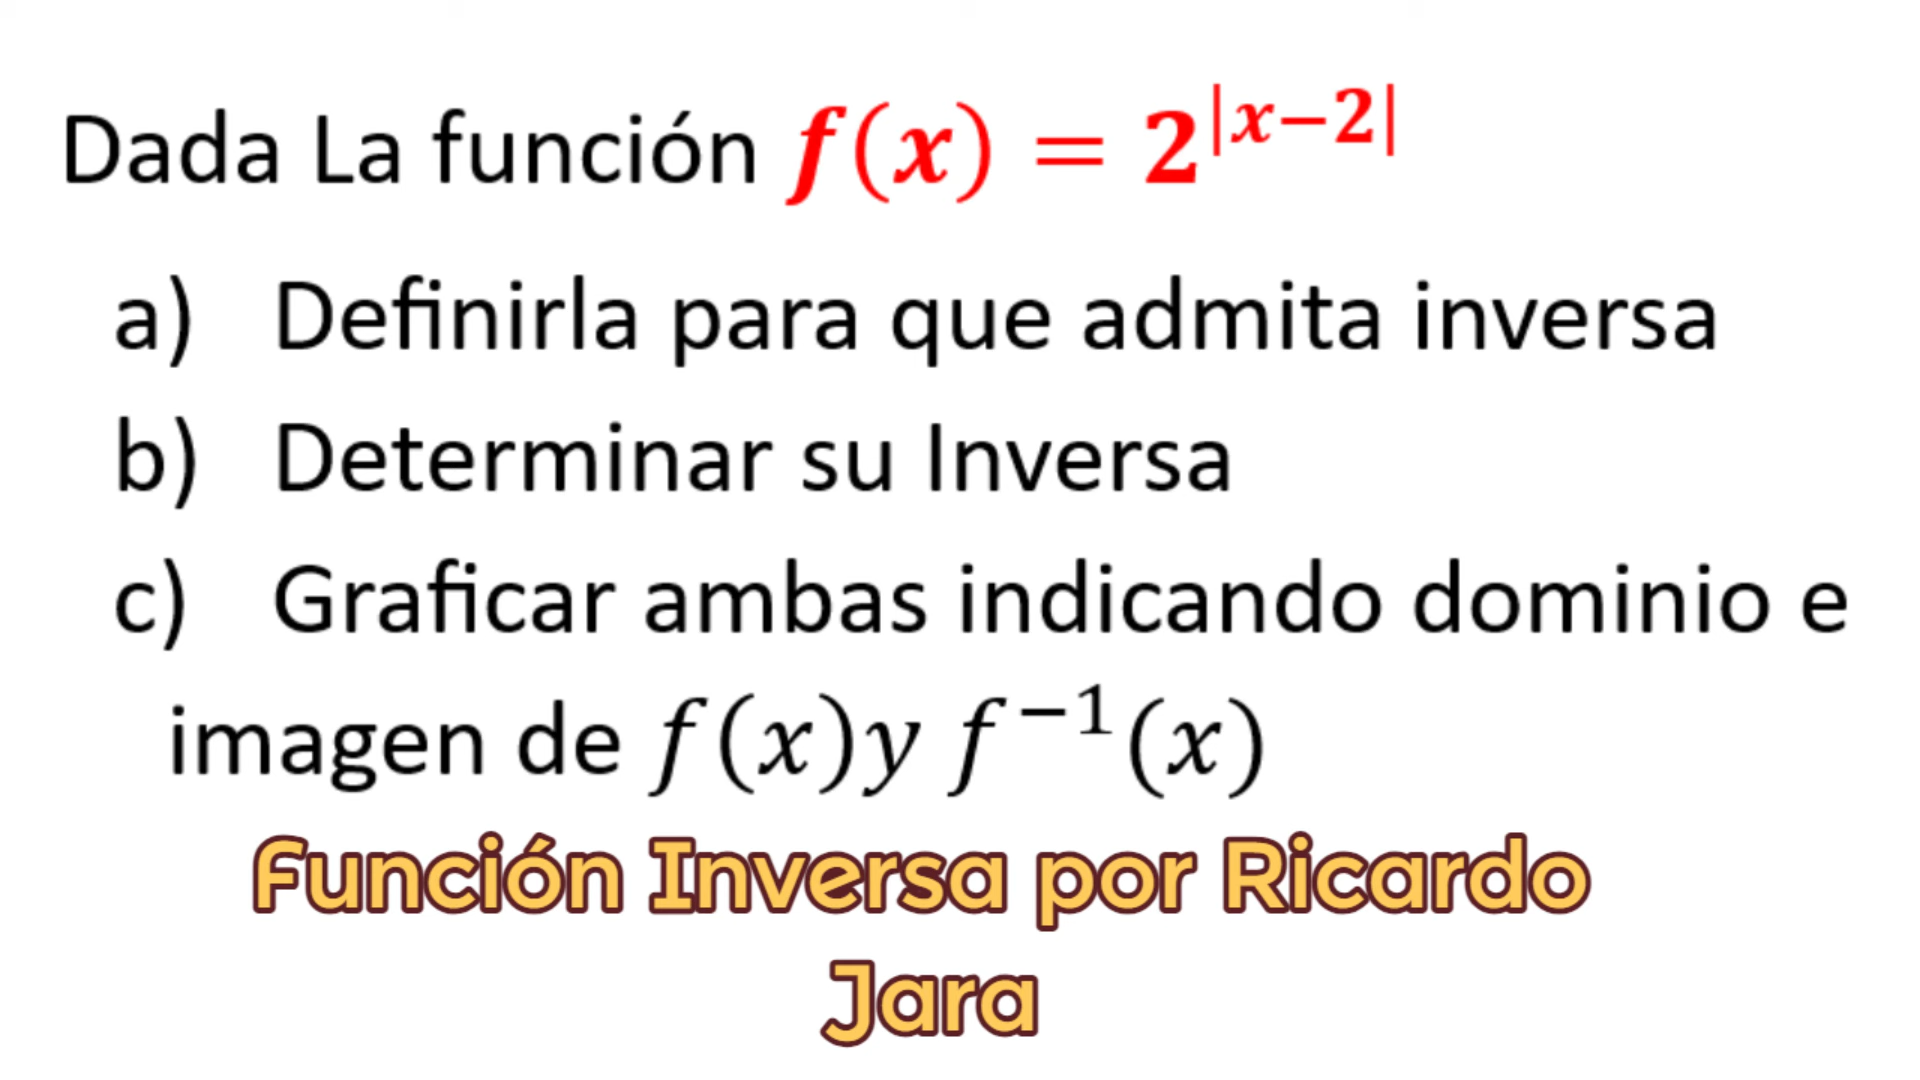 Dada La función f(x) = 2^|x−2|
a) Definirla para que admita inversa
b) Determinar su Inversa
c) Graficar ambas indicando dominio e
imagen de f(x)y f⁻¹(x)
Función Inversa por Ricardo
Jara